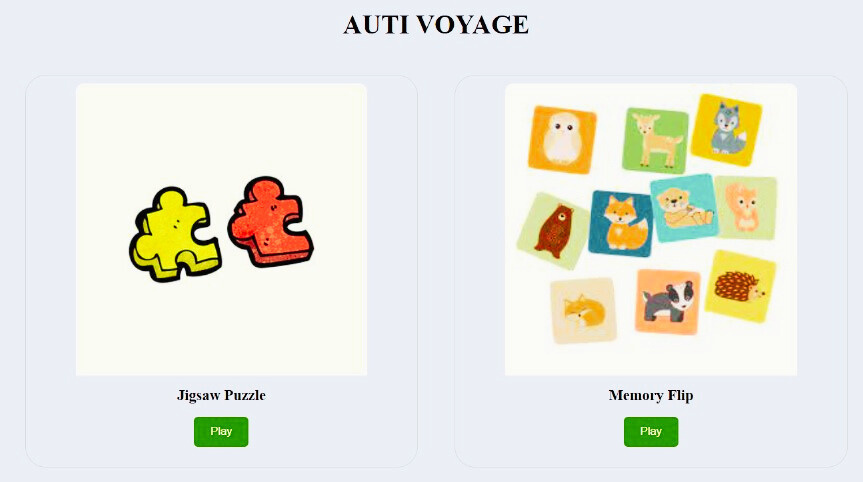 AUTI VOYAGE
Jigsaw Puzzle
Memory Flip
Play
Play